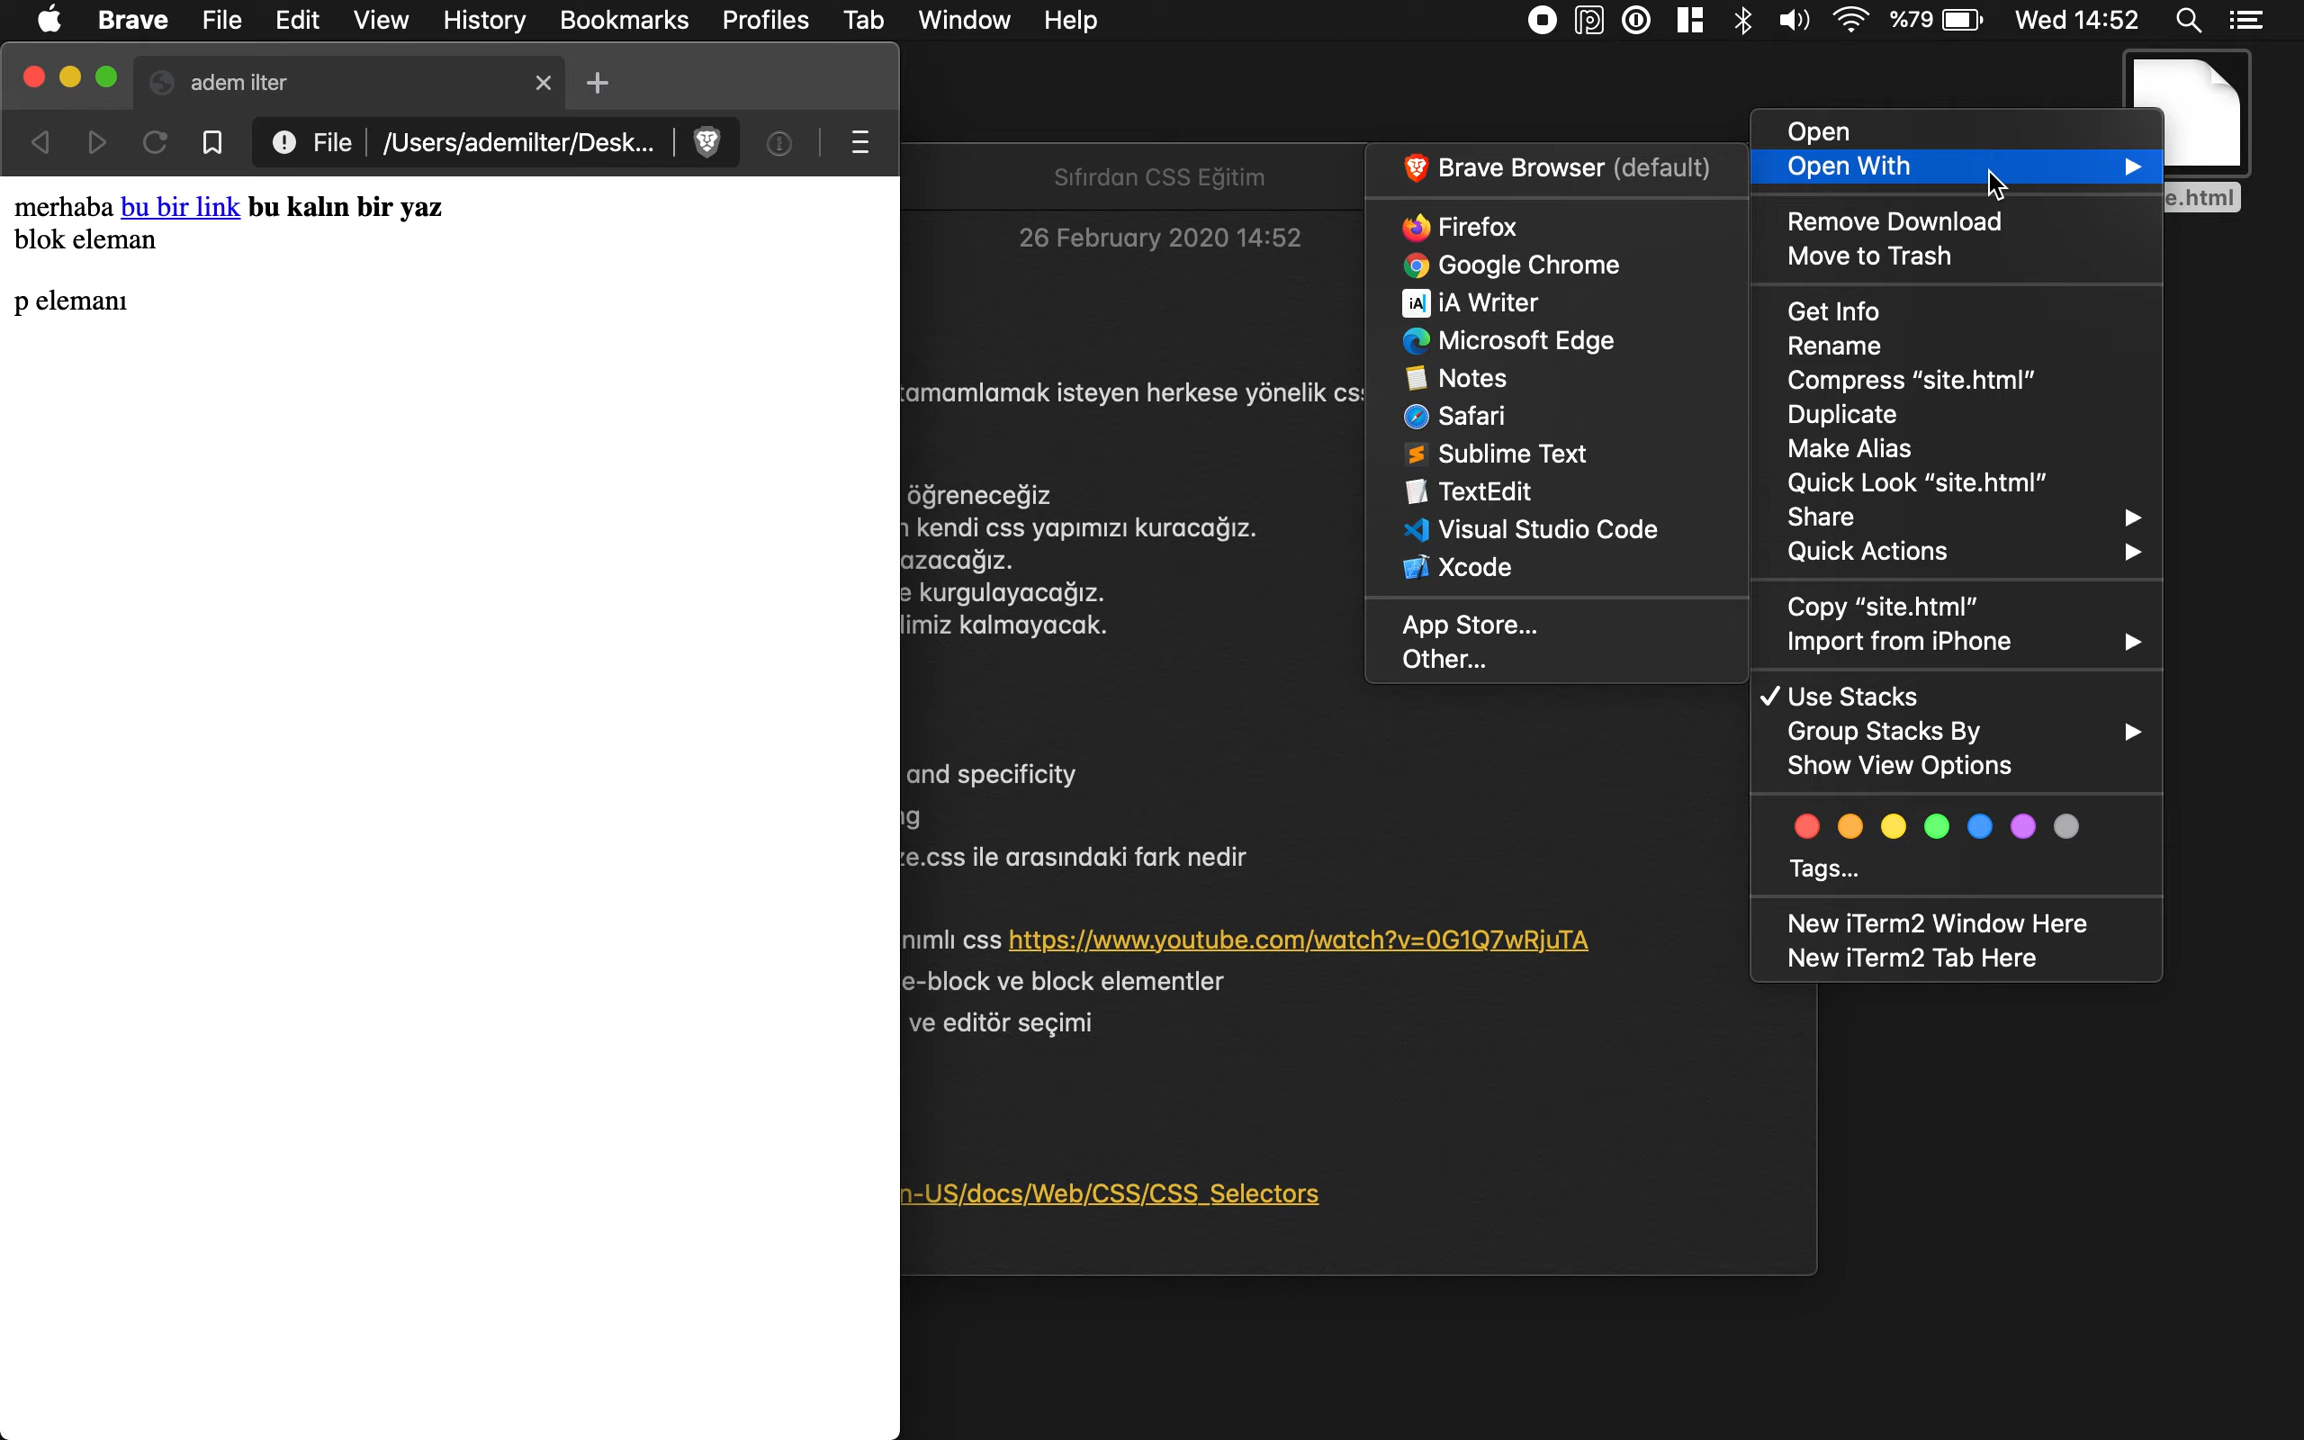 Brave File Edit View History Bookmarks Profiles Tab Window Help %79 Wed 14:52
adem ilter
File /Users/ademilter/Desk...
merhaba bu bir link bu kalın bir yaz
blok eleman
p elemanı
Sıfırdan CSS Eğitim
26 February 2020 14:52
tamamlamak isteyen herkese yönelik css
öğreneceğiz
kendi css yapımızı kuracağız.
azacağız.
e kurgulayacağız.
limiz kalmayacak.
and specificity
ng
ze.css ile arasındaki fark nedir
nımlı css https://www.youtube.com/watch?v=0G1Q7wRjuTA
e-block ve block elementler
ve editör seçimi
n-US/docs/Web/CSS/CSS_Selectors
Brave Browser (default)
Firefox
Google Chrome
iA Writer
Microsoft Edge
Notes
Safari
Sublime Text
TextEdit
Visual Studio Code
Xcode
App Store...
Other...
Open
Open With
Remove Download
Move to Trash
Get Info
Rename
Compress “site.html”
Duplicate
Make Alias
Quick Look “site.html”
Share
Quick Actions
Copy “site.html”
Import from iPhone
Use Stacks
Group Stacks By
Show View Options
Tags...
New iTerm2 Window Here
New iTerm2 Tab Here
e.html